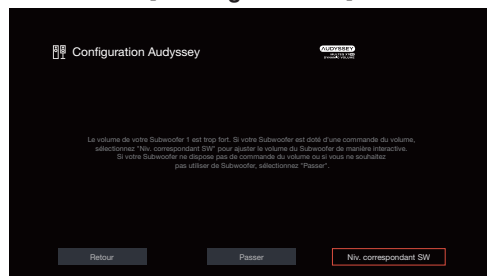 Configuration Audyssey
AUDYSSEY
Le volume de votre Subwoofer 1 est trop fort. Si votre Subwoofer est doté d'une commande du volume,
sélectionnez "Niv. correspondant SW" pour ajuster le volume du Subwoofer de manière interactive.
Si votre Subwoofer ne dispose pas de commande du volume ou si vous ne souhaitez
pas utiliser de Subwoofer, sélectionnez "Passer".
Retour
Passer
Niv. correspondant SW